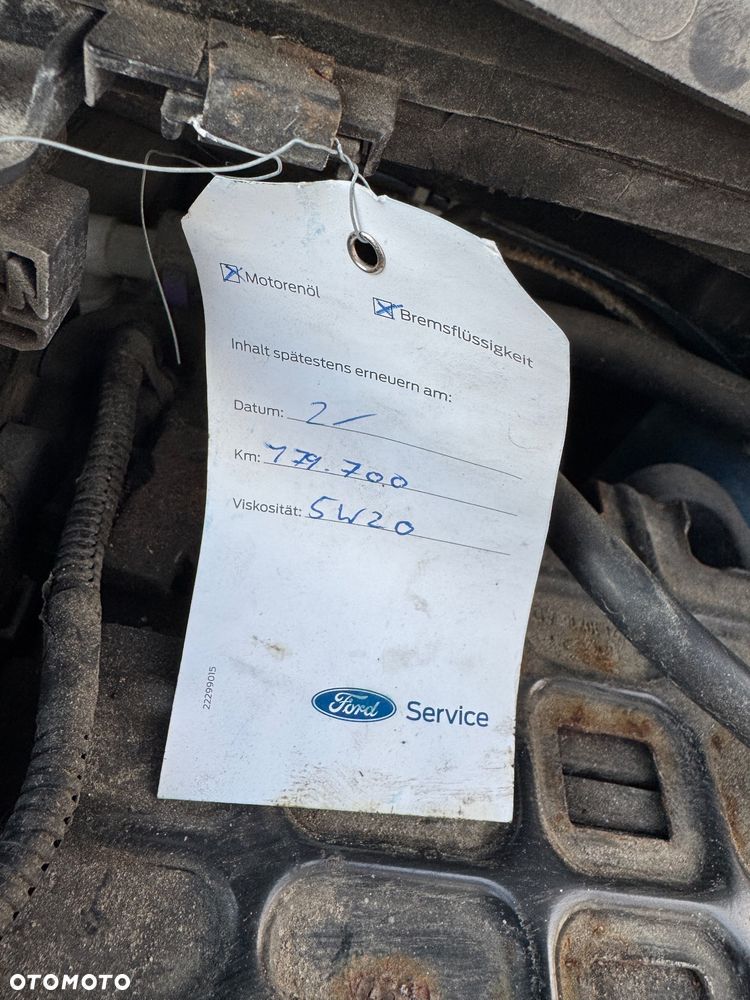 Motorenöl
Bremsflüssigkeit
Inhalt spätestens erneuern am:
Datum: 2/
Km: 179.700
Viskosität: 5W20
22299015
Ford Service
OTOMOTO